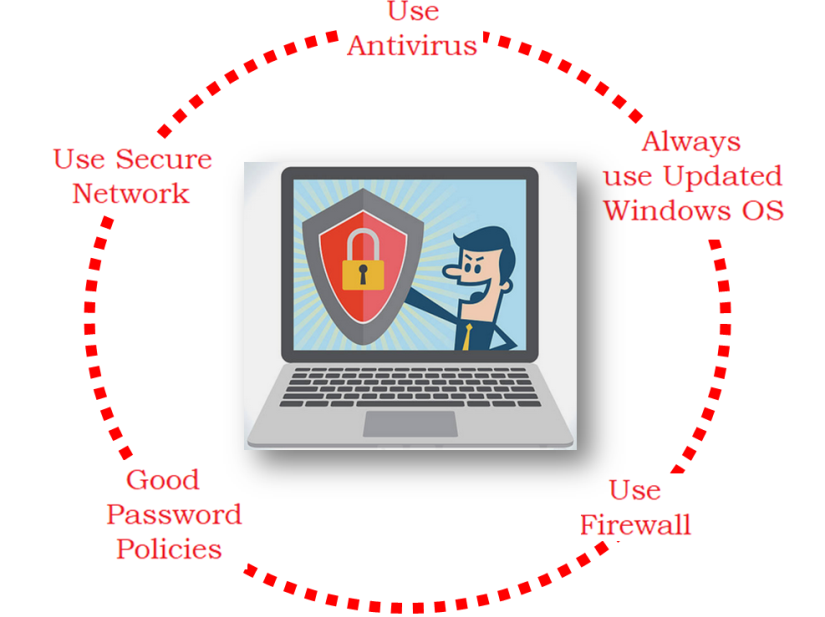 Use
Antivirus
Always
use Updated
Windows OS
Use
Firewall
Good
Password
Policies
Use Secure
Network